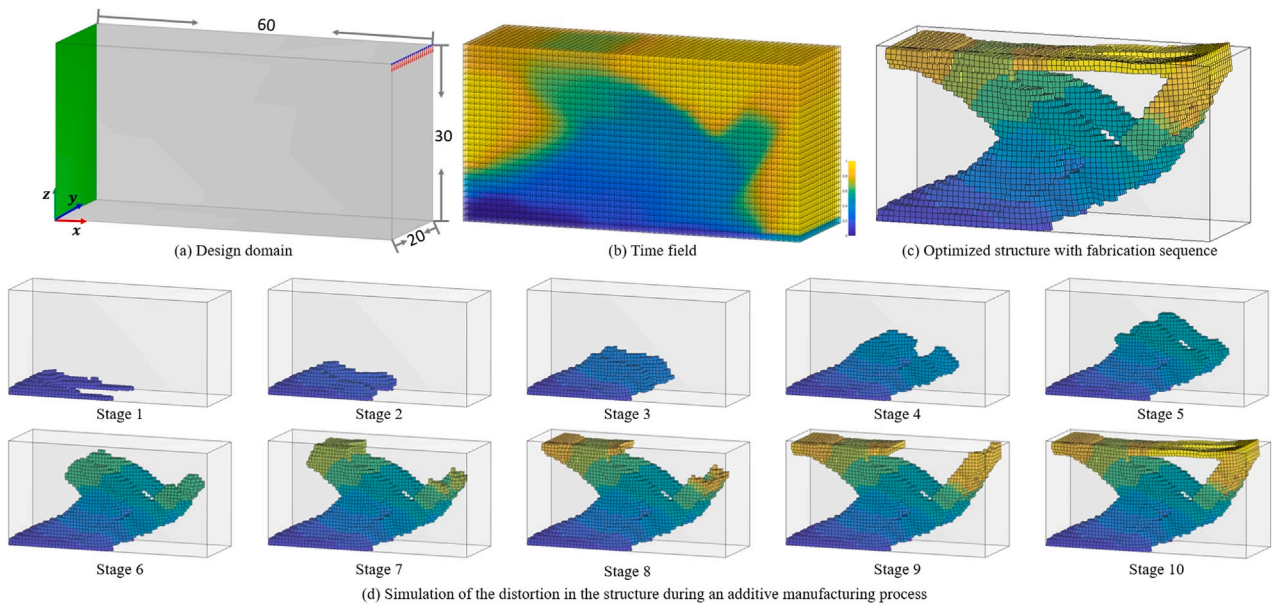 60
30
20
z
y
x
(a) Design domain
(b) Time field
(c) Optimized structure with fabrication sequence
Stage 1
Stage 2
Stage 3
Stage 4
Stage 5
Stage 6
Stage 7
Stage 8
Stage 9
Stage 10
(d) Simulation of the distortion in the structure during an additive manufacturing process